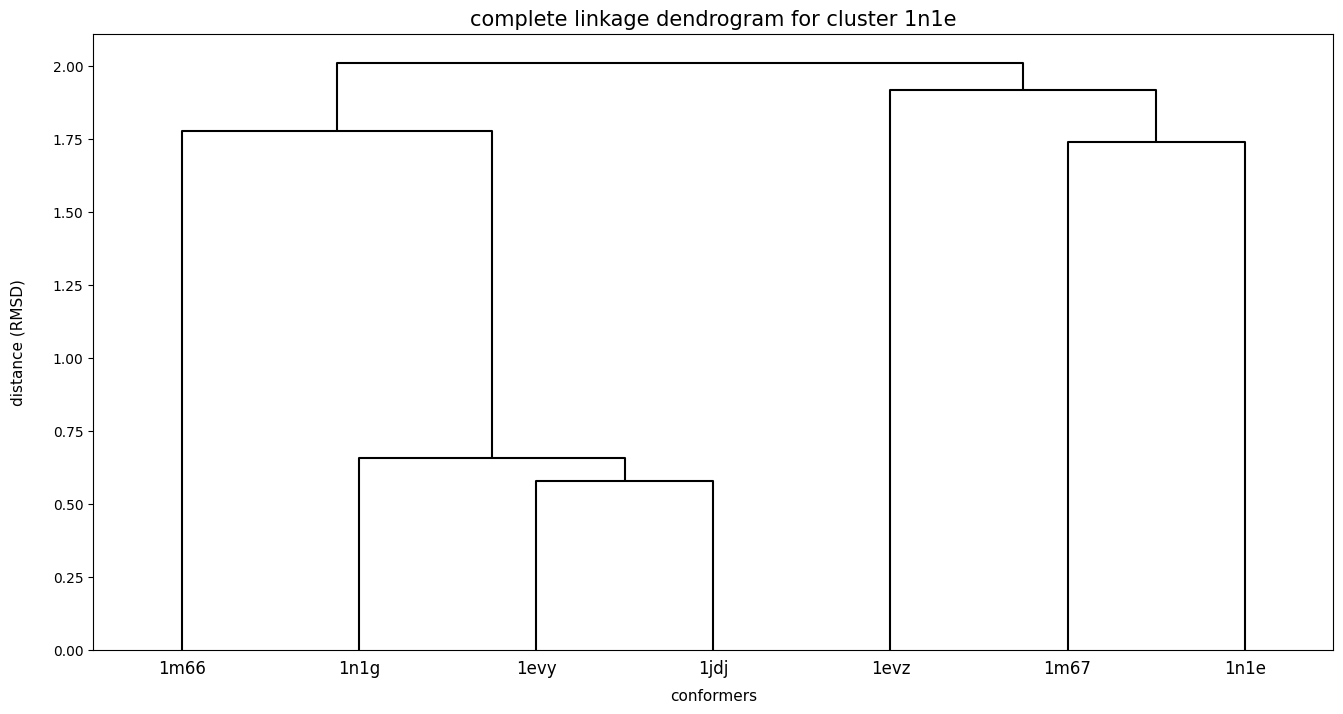 complete linkage dendrogram for cluster 1n1e
2.00
1.75
1.50
1.25
1.00
0.75
0.50
0.25
0.00
distance (RMSD)
1m66 1n1g 1evy 1jdj 1evz 1m67 1n1e
conformers